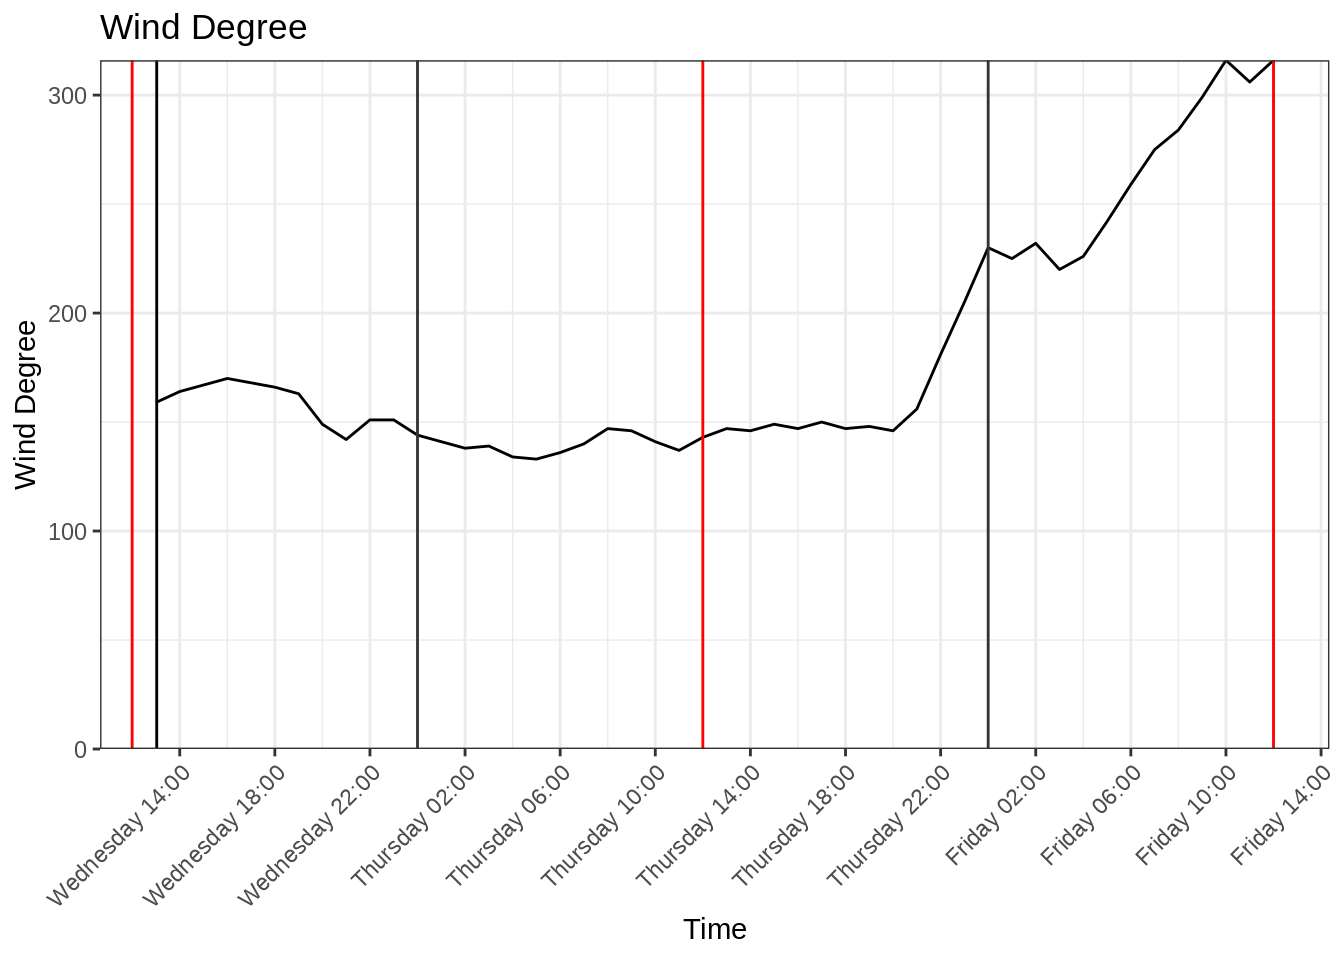 Wind Degree
300
200
100
0
Wind Degree
Wednesday 14:00
Wednesday 18:00
Wednesday 22:00
Thursday 02:00
Thursday 06:00
Thursday 10:00
Thursday 14:00
Thursday 18:00
Thursday 22:00
Friday 02:00
Friday 06:00
Friday 10:00
Friday 14:00
Time